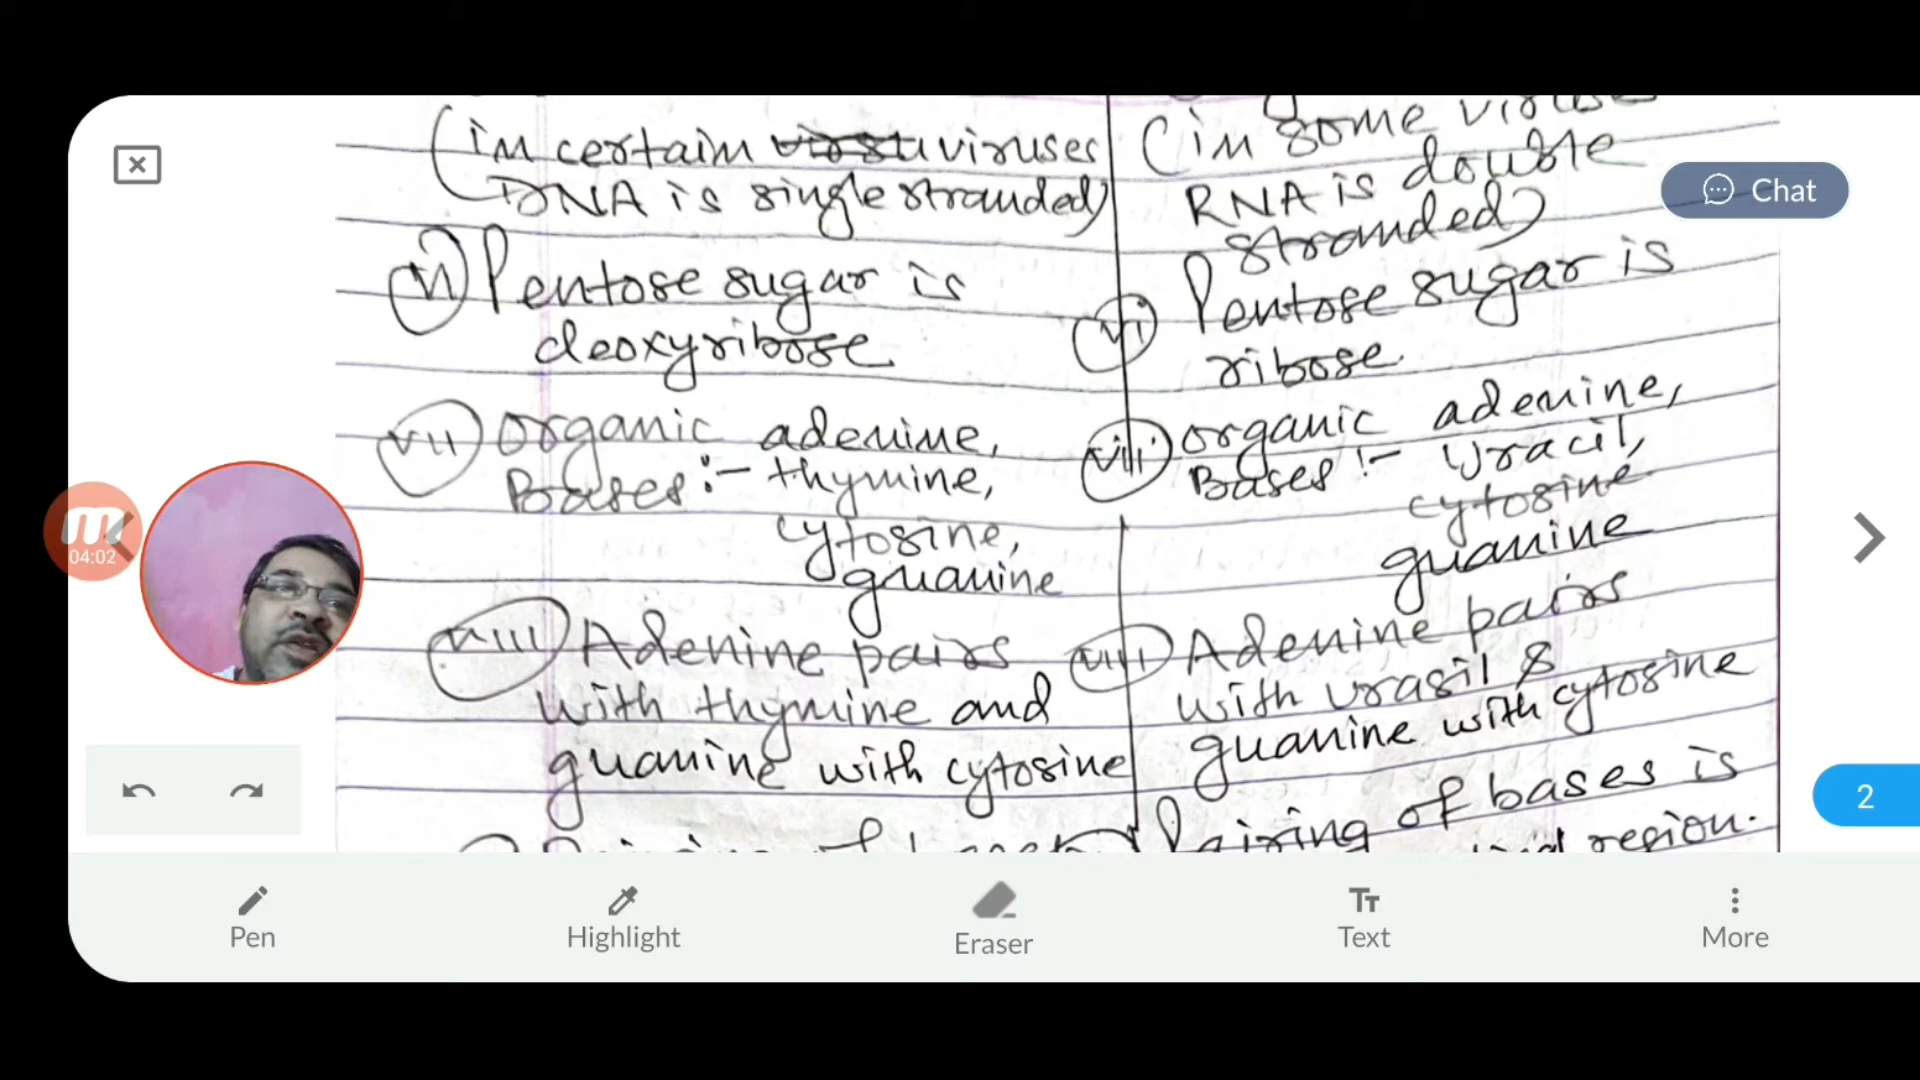 (in certain viruses
DNA is single stranded)
vi) Pentose sugar is
deoxyribose
vii) organic adenine,
Bases :- thymine,
cytosine,
guanine
viii) Adenine pairs
with thymine and
guanine with cytosine
(in some
RNA is double
stranded)
vi) Pentose sugar is
ribose
vii) organic adenine,
Bases :- Uracil,
cytosine
guanine
viii) Adenine pairs
with Urasil &
guanine with cytosine
Pairing of bases is
region.
Chat
m
04:02
2
Pen
Highlight
Eraser
Text
More